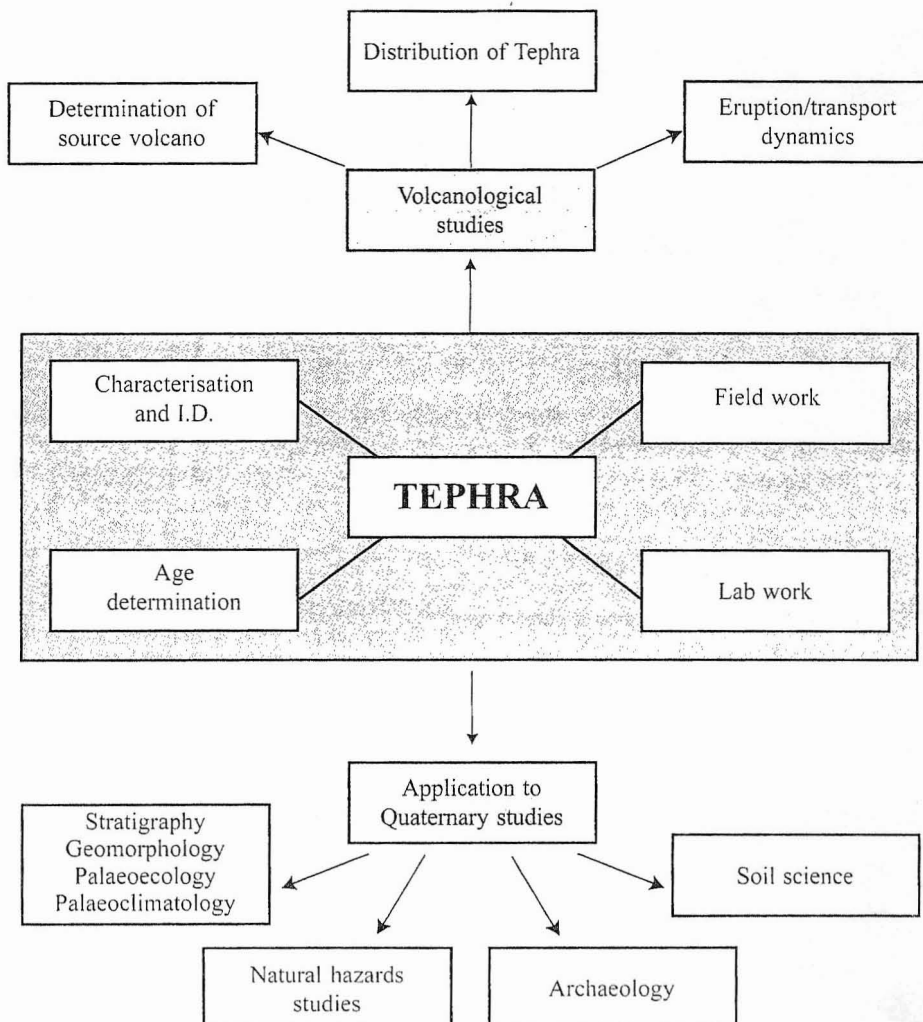 Distribution of Tephra
Determination of
source volcano
Eruption/transport
dynamics
Volcanological
studies
Characterisation
and I.D.
Field work
TEPHRA
Age
determination
Lab work
Application to
Quaternary studies
Stratigraphy
Geomorphology
Palaeoecology
Palaeoclimatology
Soil science
Natural hazards
studies
Archaeology